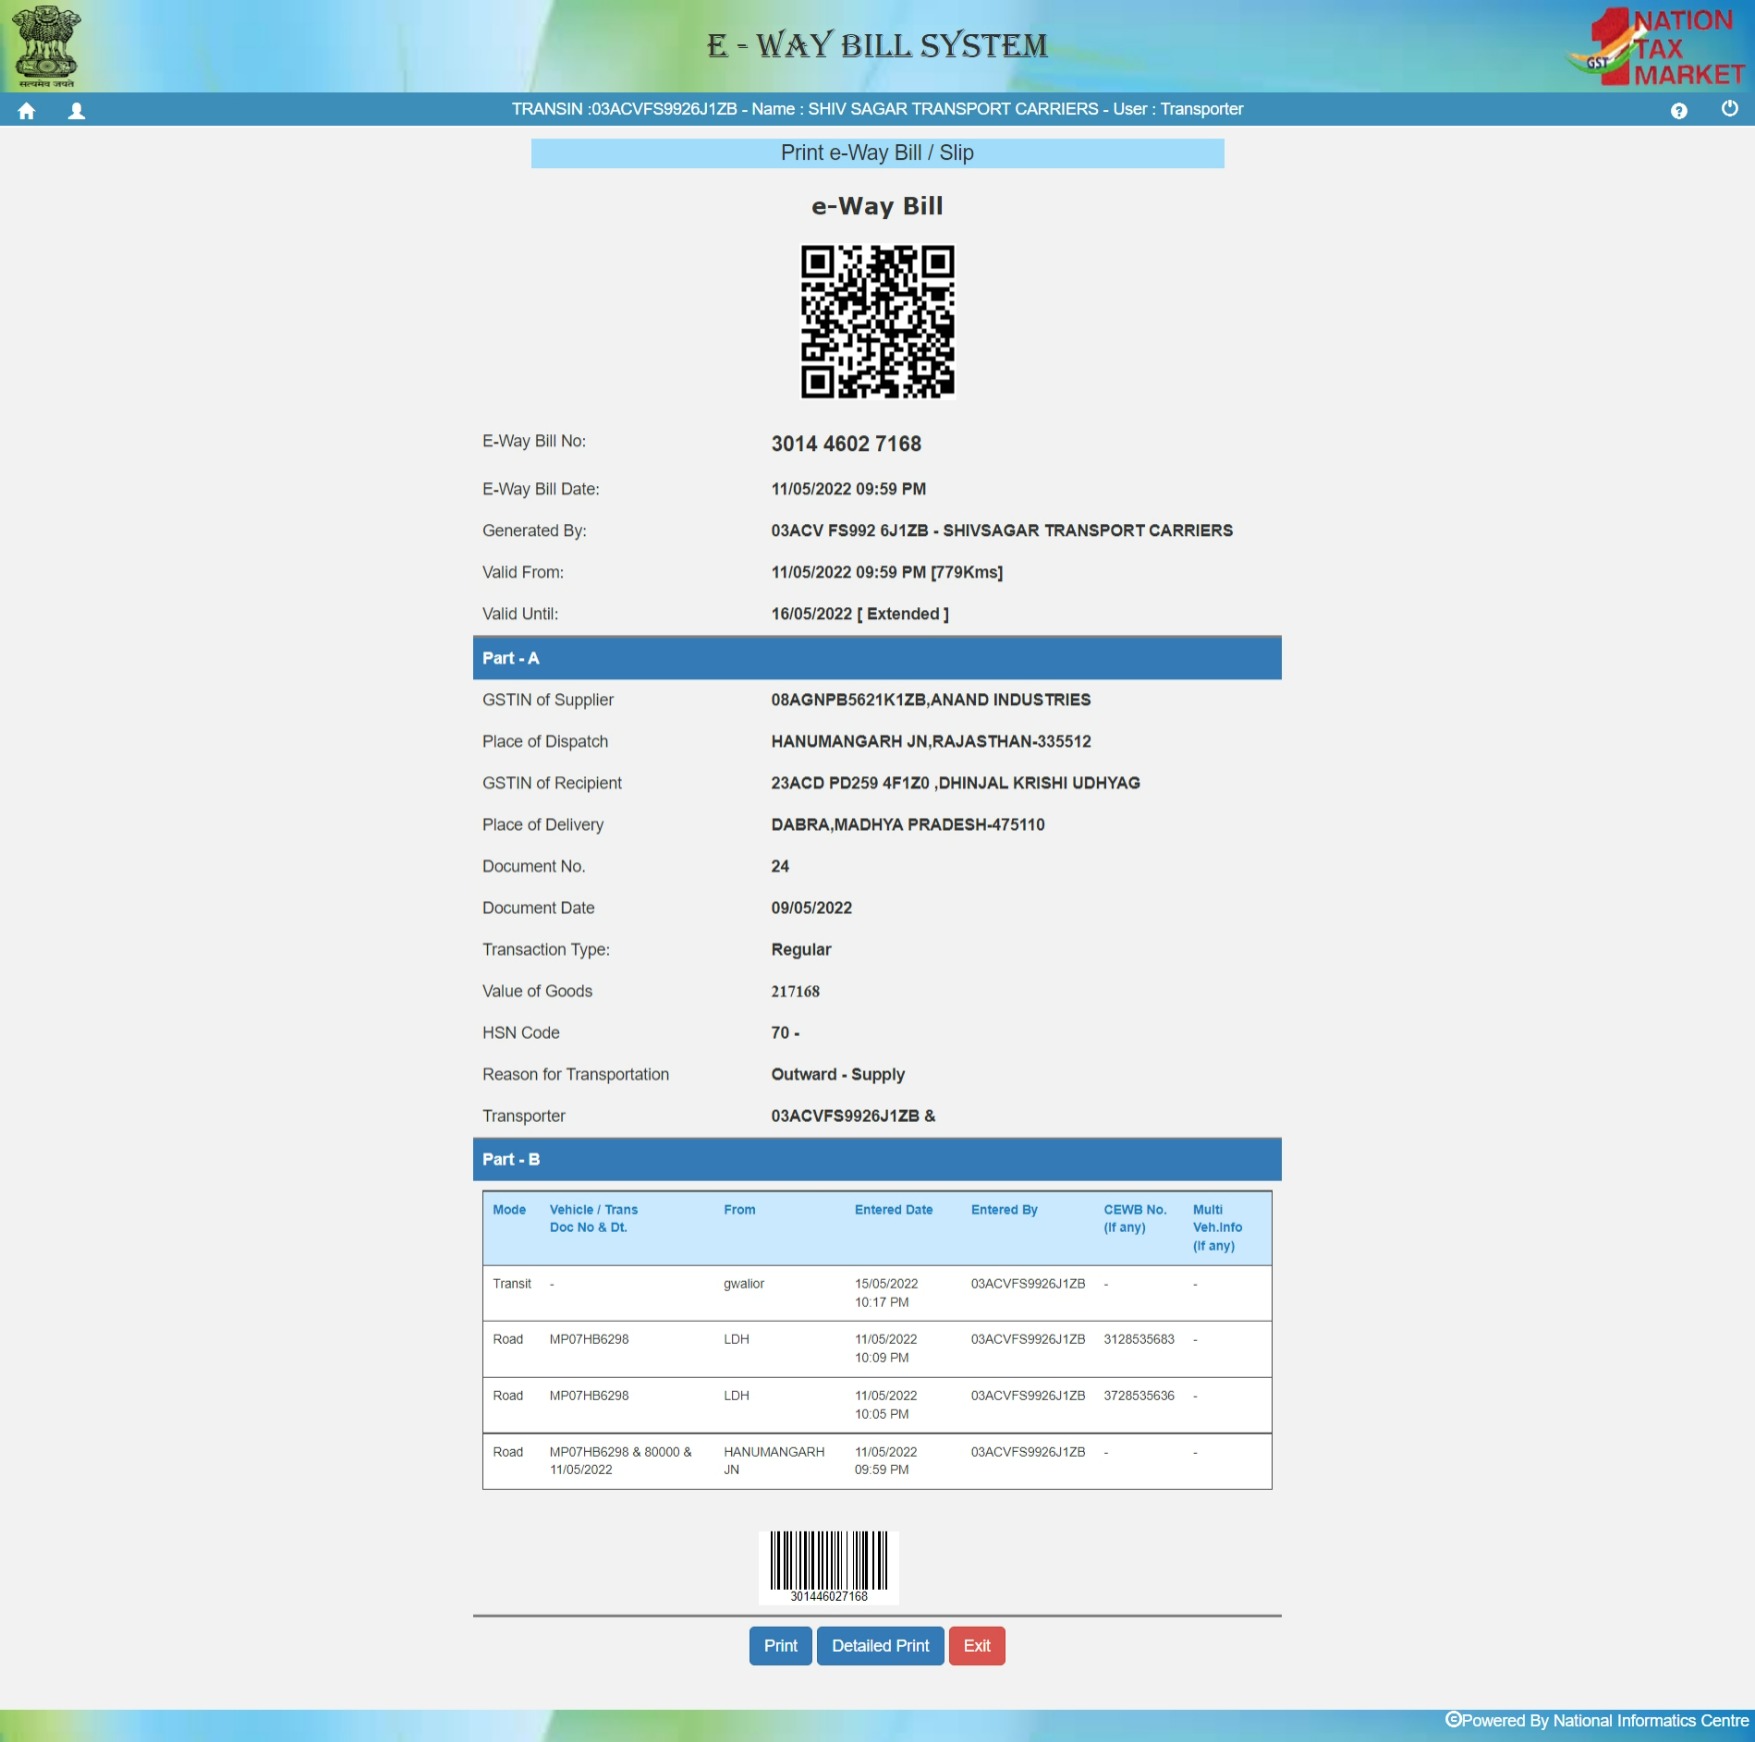 E - WAY BILL SYSTEM
सत्यमेव जयते
1 NATION
TAX
MARKET
GST
TRANSIN :03ACVFS9926J1ZB - Name : SHIV SAGAR TRANSPORT CARRIERS - User : Transporter
Print e-Way Bill / Slip
e-Way Bill
E-Way Bill No: 3014 4602 7168
E-Way Bill Date: 11/05/2022 09:59 PM
Generated By: 03ACV FS992 6J1ZB - SHIVSAGAR TRANSPORT CARRIERS
Valid From: 11/05/2022 09:59 PM [779Kms]
Valid Until: 16/05/2022 [ Extended ]
Part - A
GSTIN of Supplier 08AGNPB5621K1ZB,ANAND INDUSTRIES
Place of Dispatch HANUMANGARH JN,RAJASTHAN-335512
GSTIN of Recipient 23ACD PD259 4F1Z0 ,DHINJAL KRISHI UDHYAG
Place of Delivery DABRA,MADHYA PRADESH-475110
Document No. 24
Document Date 09/05/2022
Transaction Type: Regular
Value of Goods 217168
HSN Code 70 -
Reason for Transportation Outward - Supply
Transporter 03ACVFS9926J1ZB &
Part - B
Mode Vehicle / Trans From Entered Date Entered By CEWB No. Multi
Doc No & Dt. (If any) Veh.Info
(If any)
Transit - gwalior 15/05/2022 03ACVFS9926J1ZB - -
10:17 PM
Road MP07HB6298 LDH 11/05/2022 03ACVFS9926J1ZB 3128535683 -
10:09 PM
Road MP07HB6298 LDH 11/05/2022 03ACVFS9926J1ZB 3728535636 -
10:05 PM
Road MP07HB6298 & 80000 & HANUMANGARH 11/05/2022 03ACVFS9926J1ZB - -
11/05/2022 JN 09:59 PM
301446027168
Print Detailed Print Exit
©Powered By National Informatics Centre